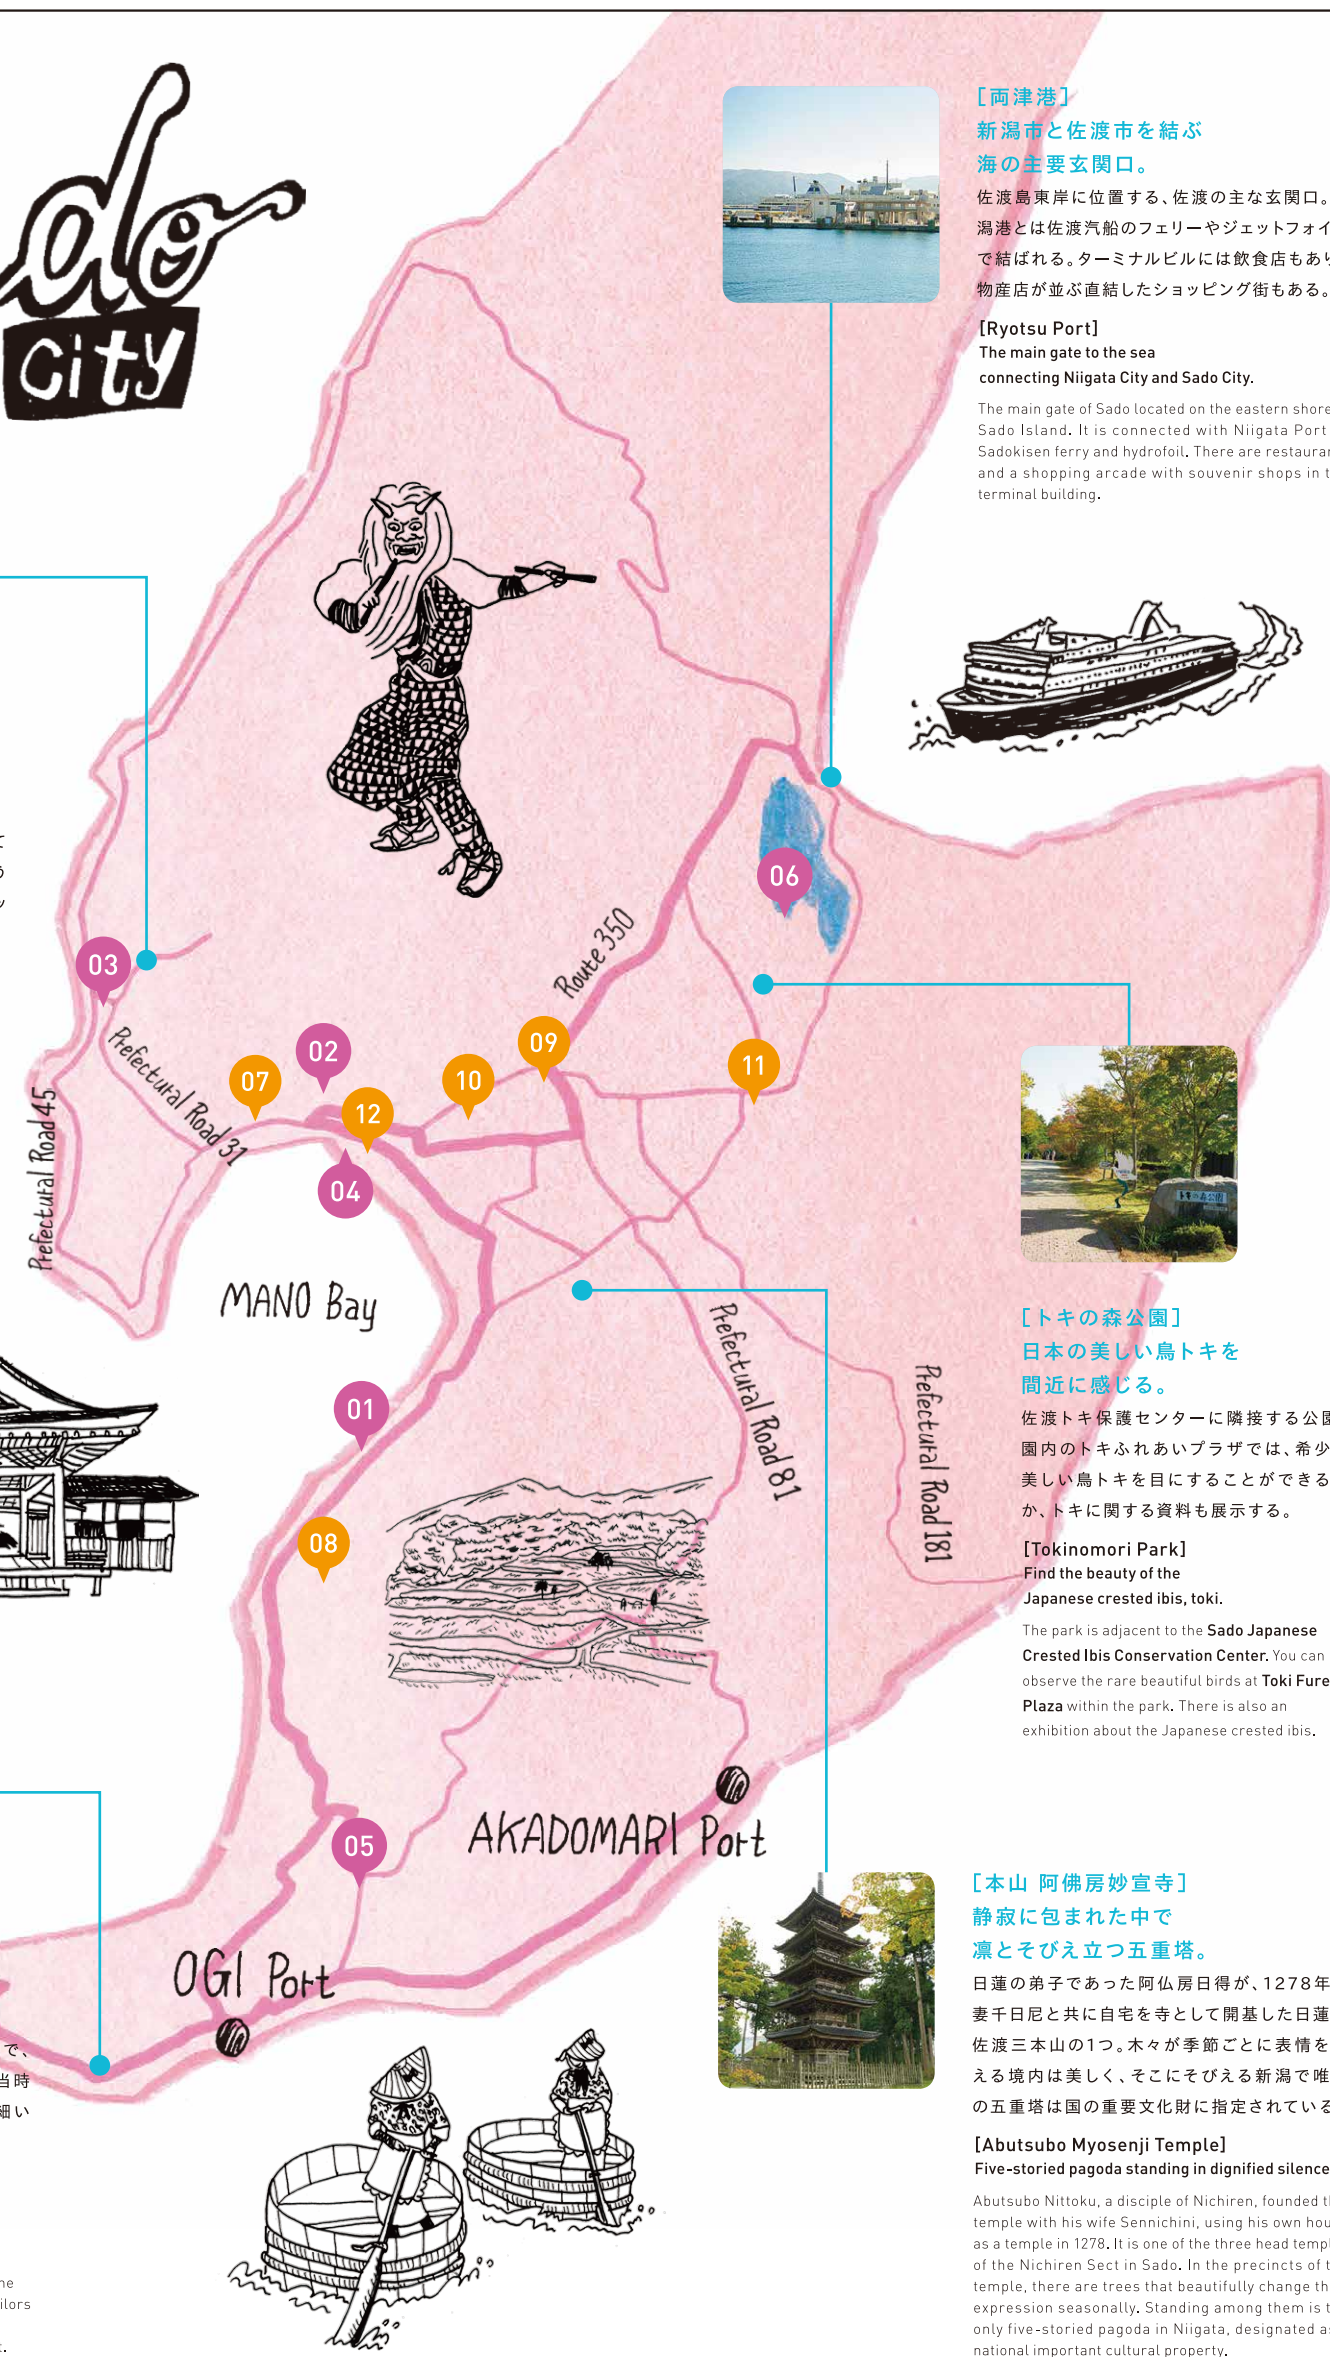 do
city
[両津港]
新潟市と佐渡市を結ぶ
海の主要玄関口。
佐渡島東岸に位置する、佐渡の主な玄関口。
潟港とは佐渡汽船のフェリーやジェットフォイ
で結ばれる。ターミナルビルには飲食店もあり
物産店が並ぶ直結したショッピング街もある。
[Ryotsu Port]
The main gate to the sea
connecting Niigata City and Sado City.
The main gate of Sado located on the eastern shore
Sado Island. It is connected with Niigata Port
Sadokisen ferry and hydrofoil. There are restauran
and a shopping arcade with souvenir shops in t
terminal building.
て
う
ッ
06
Route 350
03
02
09
07
10
11
12
04
Prefectural Road 31
Prefectural Road 45
MANO Bay
01
08
Prefectural Road 81
Prefectural Road 181
トキの森公園
[トキの森公園]
日本の美しい鳥トキを
間近に感じる。
佐渡トキ保護センターに隣接する公園
園内のトキふれあいプラザでは、希少
美しい鳥トキを目にすることができる
か、トキに関する資料も展示する。
[Tokinomori Park]
Find the beauty of the
Japanese crested ibis, toki.
The park is adjacent to the Sado Japanese
Crested Ibis Conservation Center. You can
observe the rare beautiful birds at Toki Fure
Plaza within the park. There is also an
exhibition about the Japanese crested ibis.
05
AKADOMARI Port
OGI Port
で、
当時
細い
ne
ilors
t.
[本山 阿佛房妙宣寺]
静寂に包まれた中で
凛とそびえ立つ五重塔。
日蓮の弟子であった阿仏房日得が、1278年
妻千日尼と共に自宅を寺として開基した日蓮
佐渡三本山の1つ。木々が季節ごとに表情を
える境内は美しく、そこにそびえる新潟で唯
の五重塔は国の重要文化財に指定されている
[Abutsubo Myosenji Temple]
Five-storied pagoda standing in dignified silence
Abutsubo Nittoku, a disciple of Nichiren, founded t
temple with his wife Sennichini, using his own hou
as a temple in 1278. It is one of the three head templ
of the Nichiren Sect in Sado. In the precincts of t
temple, there are trees that beautifully change th
expression seasonally. Standing among them is t
only five-storied pagoda in Niigata, designated as
national important cultural property.